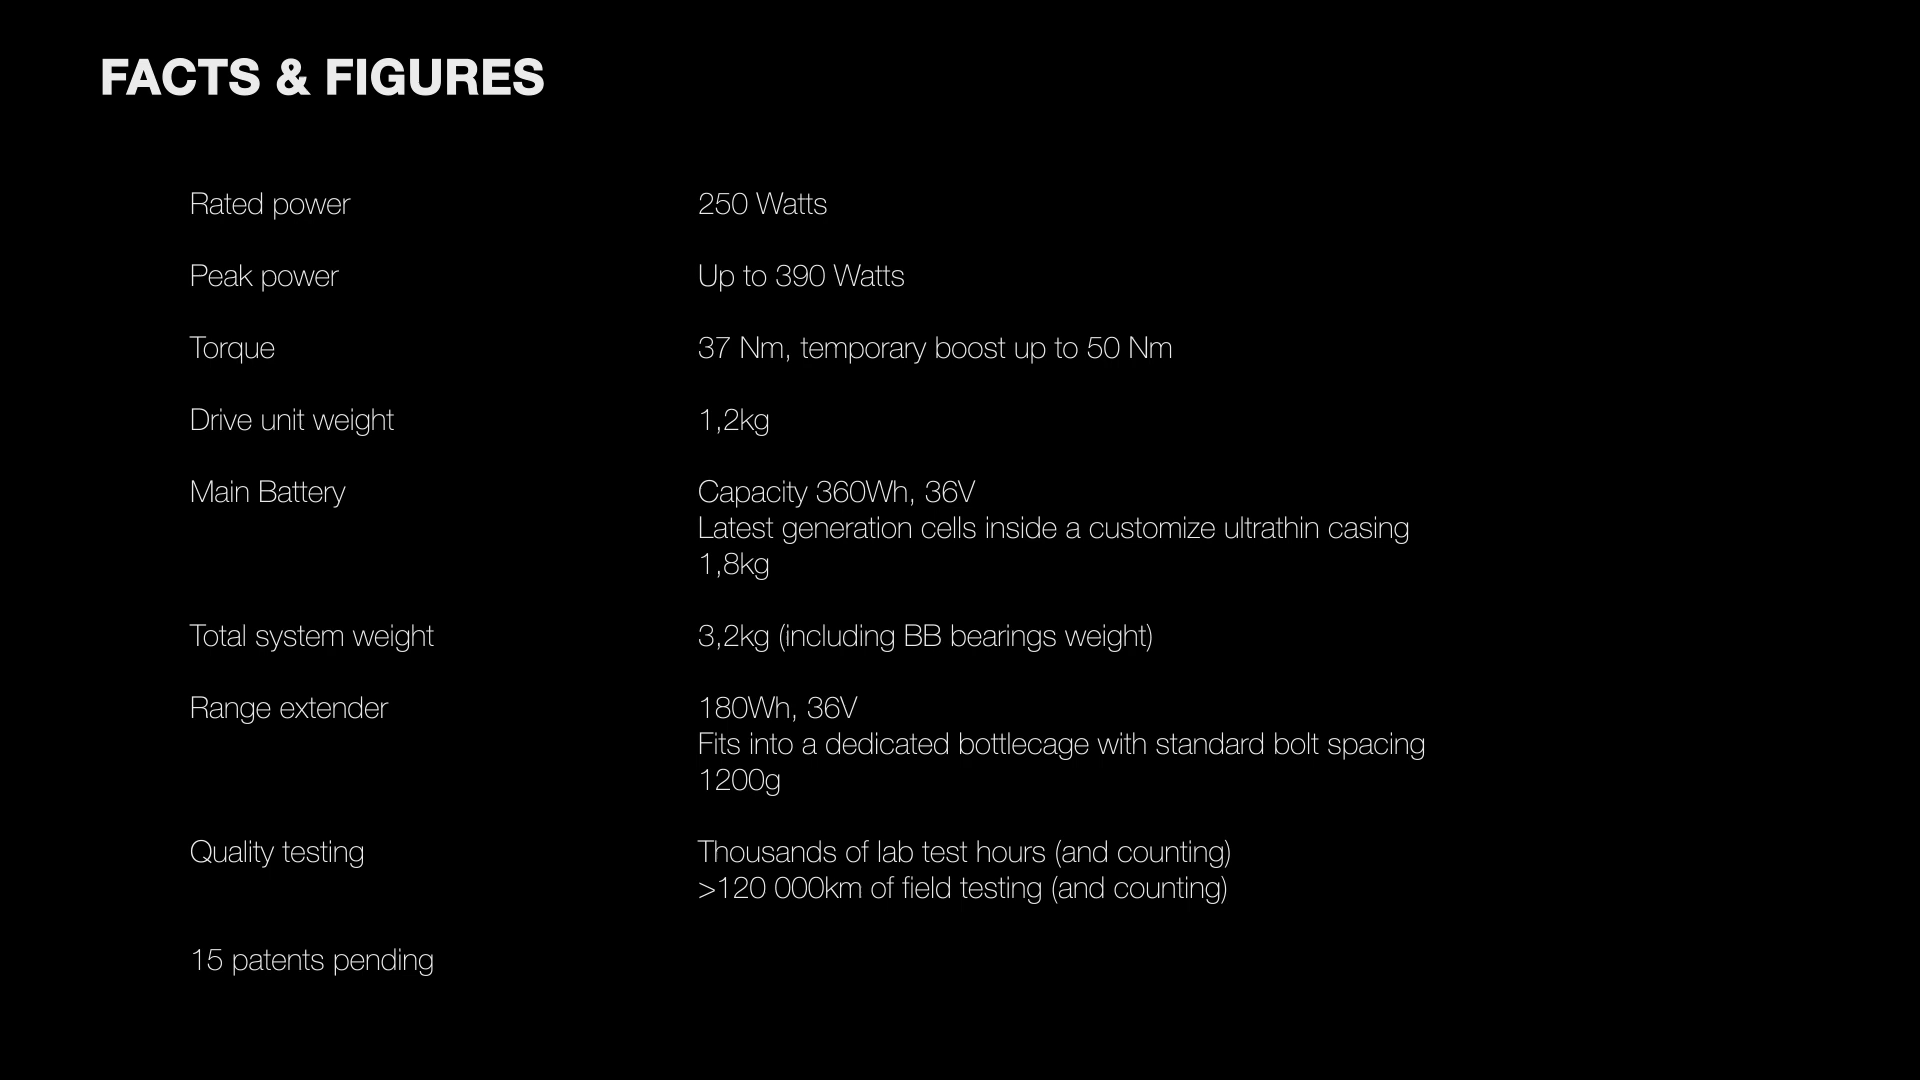 FACTS & FIGURES
Rated power 250 Watts
Peak power Up to 390 Watts
Torque 37 Nm, temporary boost up to 50 Nm
Drive unit weight 1,2kg
Main Battery Capacity 360Wh, 36V
Latest generation cells inside a customize ultrathin casing
1,8kg
Total system weight 3,2kg (including BB bearings weight)
Range extender 180Wh, 36V
Fits into a dedicated bottlecage with standard bolt spacing
1200g
Quality testing Thousands of lab test hours (and counting)
>120 000km of field testing (and counting)
15 patents pending